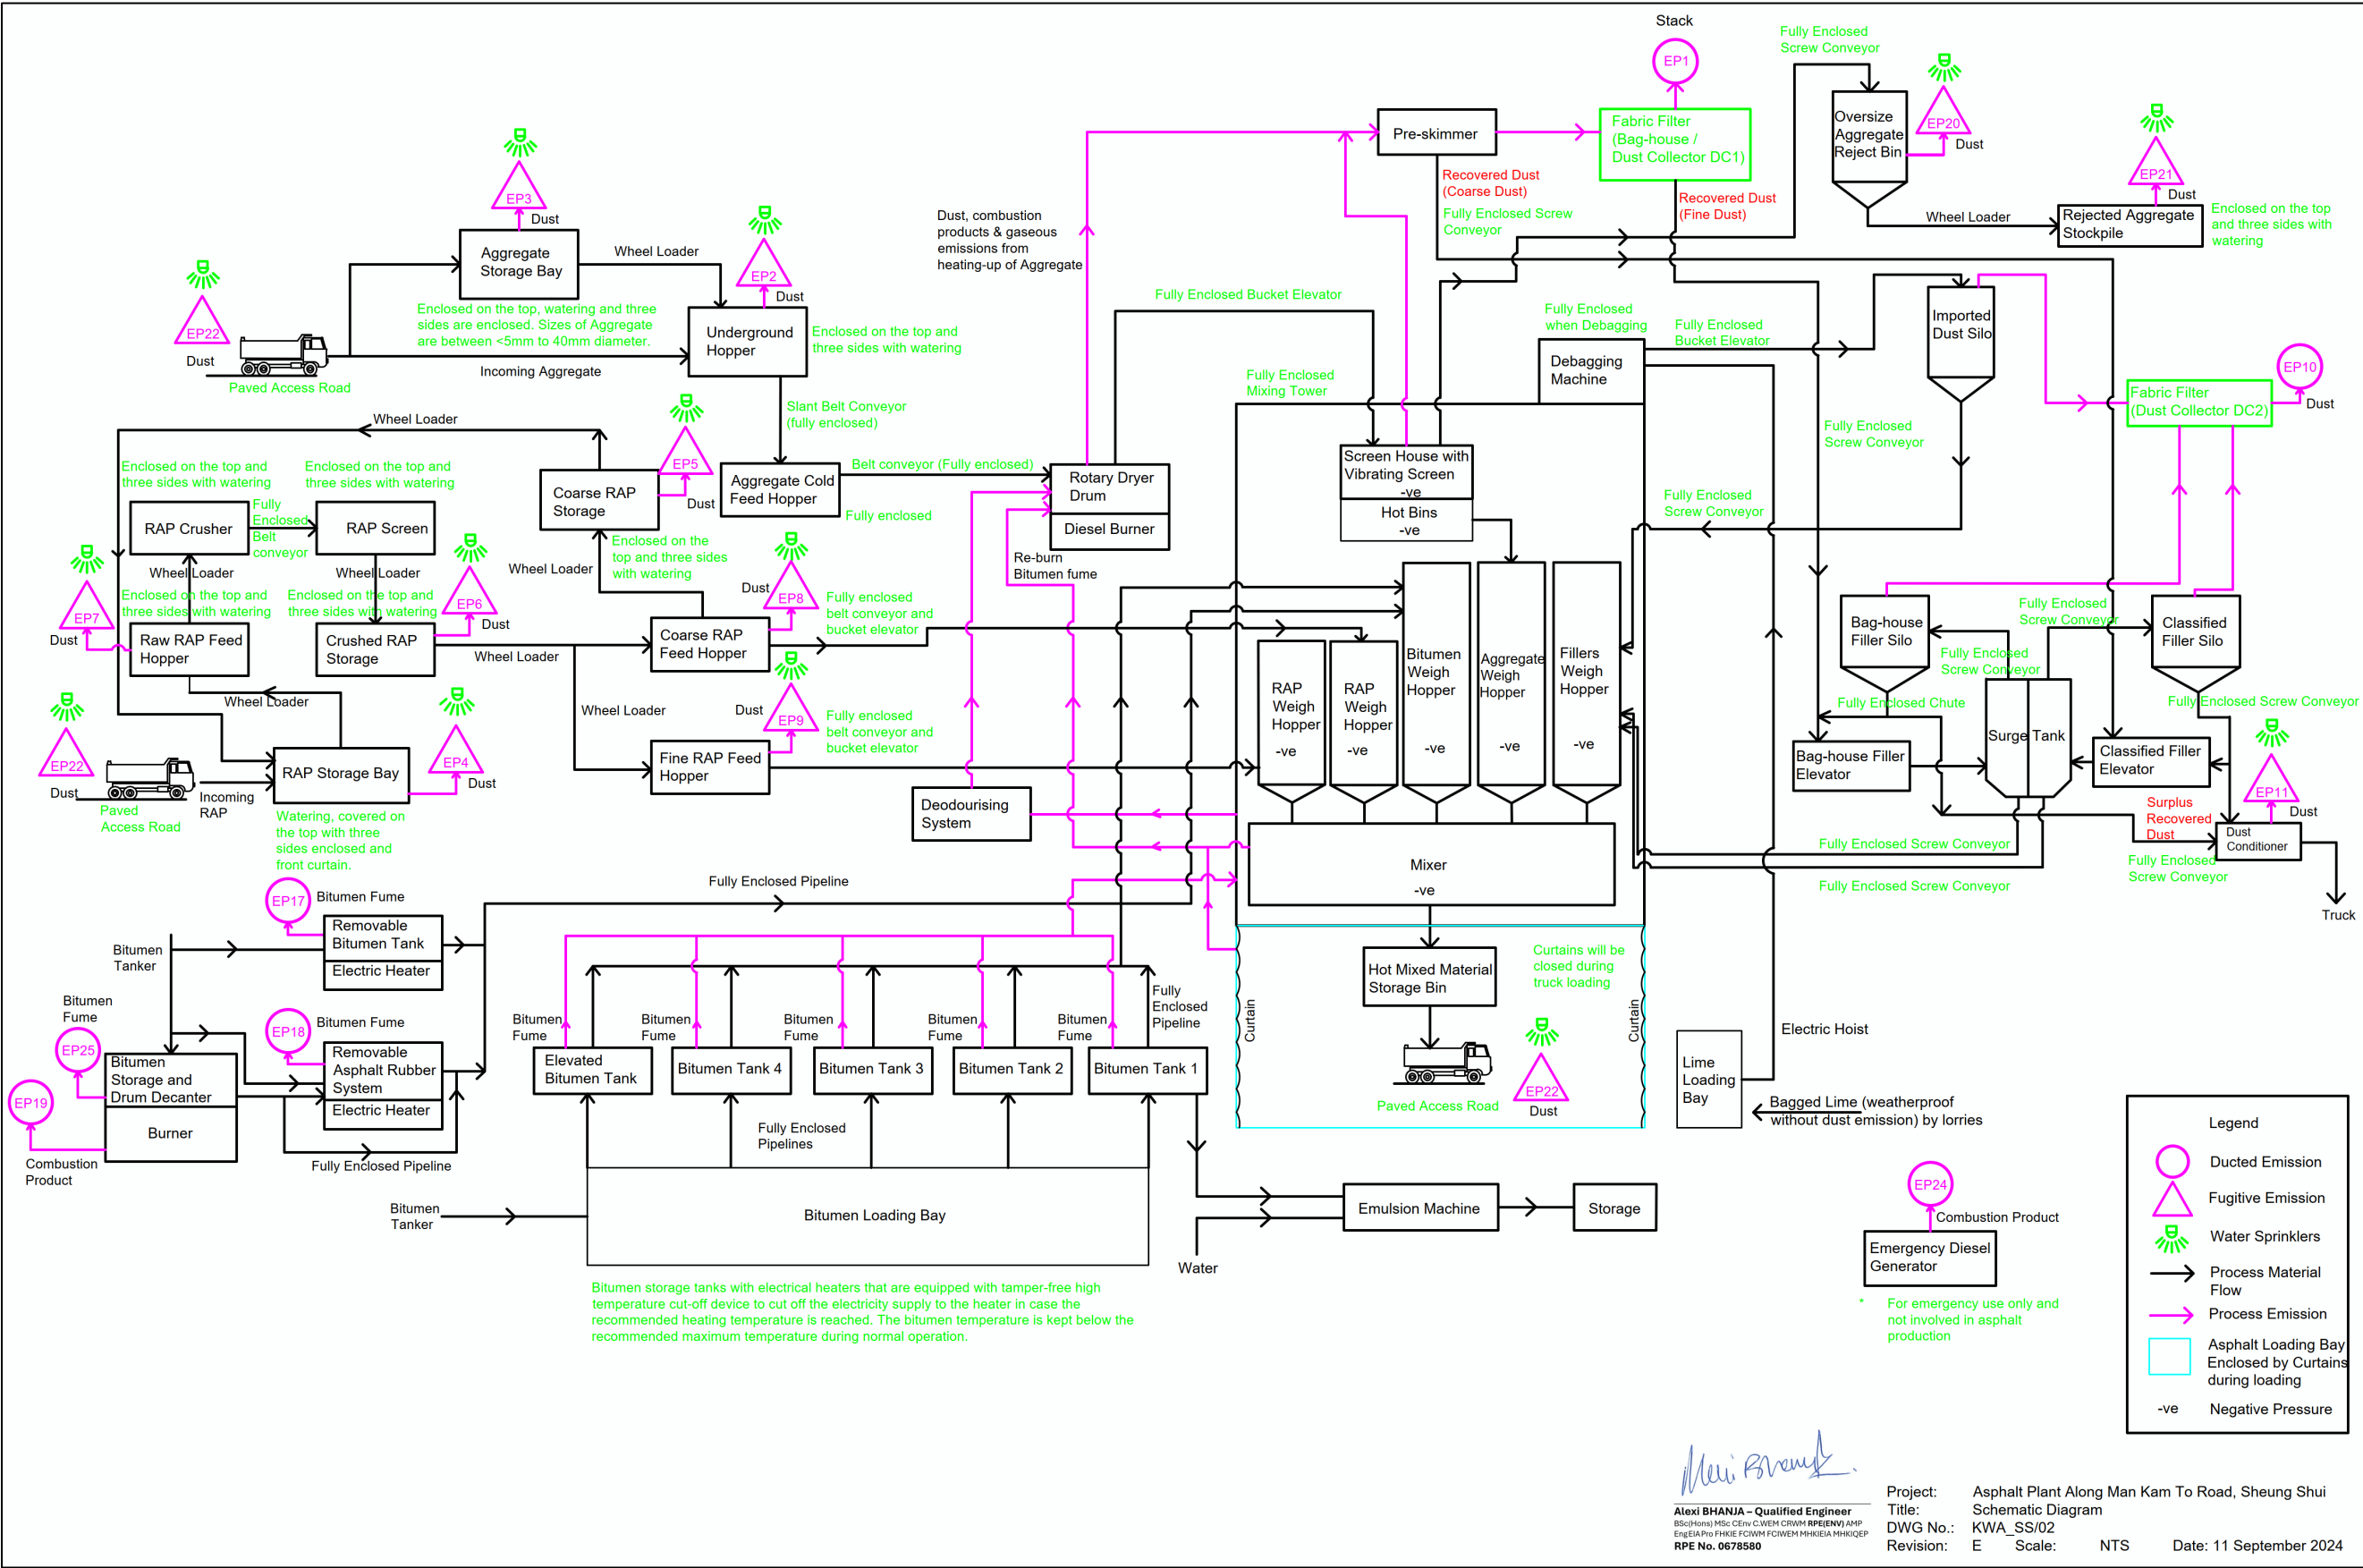 Stack
EP1
Fully Enclosed
Screw Conveyor
EP20
Dust
Oversize
Aggregate
Reject Bin
EP21
Dust
Wheel Loader
Rejected Aggregate
Stockpile
Enclosed on the top
and three sides with
watering
Pre-skimmer
Fabric Filter
(Bag-house /
Dust Collector DC1)
Recovered Dust
(Coarse Dust)
Fully Enclosed Screw
Conveyor
Recovered Dust
(Fine Dust)
Dust, combustion
products & gaseous
emissions from
heating-up of Aggregate
EP3
Dust
Aggregate
Storage Bay
Wheel Loader
EP2
Dust
EP22
Dust
Paved Access Road
Enclosed on the top, watering and three
sides are enclosed. SIzes of Aggregate
are between <5mm to 40mm diameter.
Incoming Aggregate
Underground
Hopper
Enclosed on the top and
three sides with watering
Fully Enclosed Bucket Elevator
Fully Enclosed
when Debagging
Fully Enclosed
Bucket Elevator
Debagging
Machine
Imported
Dust Silo
EP10
Dust
Fabric Filter
(Dust Collector DC2)
Fully Enclosed
Mixing Tower
Slant Belt Conveyor
(fully enclosed)
Wheel Loader
EP5
Dust
Coarse RAP
Storage
Aggregate Cold
Feed Hopper
Belt conveyor (Fully enclosed)
Fully enclosed
Rotary Dryer
Drum
Diesel Burner
Screen House with
Vibrating Screen
-ve
Hot Bins
-ve
Fully Enclosed
Screw Conveyor
Fully Enclosed
Screw Conveyor
Enclosed on the top and
three sides with watering
Enclosed on the top and
three sides with watering
RAP Crusher
Fully
Enclosed
Belt
conveyor
RAP Screen
Wheel Loader
Wheel Loader
Wheel Loader
Enclosed on the
top and three sides
with watering
Re-burn
Bitumen fume
EP7
Dust
Enclosed on the top and
three sides with watering
Enclosed on the top and
three sides with watering
EP6
Dust
Raw RAP Feed
Hopper
Crushed RAP
Storage
Wheel Loader
Dust
EP8
Fully enclosed
belt conveyor and
bucket elevator
Coarse RAP
Feed Hopper
Wheel Loader
Wheel Loader
Dust
EP9
Fully enclosed
belt conveyor and
bucket elevator
Fine RAP Feed
Hopper
EP22
Dust
Paved
Access Road
Incoming
RAP
RAP Storage Bay
EP4
Dust
Watering, covered on
the top with three
sides enclosed and
front curtain.
Deodourising
System
RAP
Weigh
Hopper
-ve
RAP
Weigh
Hopper
-ve
Bitumen
Weigh
Hopper
-ve
Aggregate
Weigh
Hopper
-ve
Fillers
Weigh
Hopper
-ve
Mixer
-ve
Bag-house
Filler Silo
Fully Enclosed
Screw Conveyor
Classified
Filler Silo
Fully Enclosed
Screw Conveyor
Fully Enclosed Chute
Fully Enclosed Screw Conveyor
Surge Tank
Bag-house Filler
Elevator
Classified Filler
Elevator
EP11
Dust
Surplus
Recovered
Dust
Dust
Conditioner
Fully Enclosed
Screw Conveyor
Truck
Fully Enclosed Screw Conveyor
Fully Enclosed Screw Conveyor
Fully Enclosed Pipeline
EP17
Bitumen Fume
Removable
Bitumen Tank
Electric Heater
Bitumen
Tanker
Bitumen
Fume
EP25
EP18
Bitumen Fume
Removable
Asphalt Rubber
System
Electric Heater
Bitumen
Storage and
Drum Decanter
Burner
EP19
Combustion
Product
Fully Enclosed Pipeline
Bitumen
Fume
Bitumen
Fume
Bitumen
Fume
Bitumen
Fume
Bitumen
Fume
Fully
Enclosed
Pipeline
Elevated
Bitumen Tank
Bitumen Tank 4
Bitumen Tank 3
Bitumen Tank 2
Bitumen Tank 1
Fully Enclosed
Pipelines
Bitumen
Tanker
Bitumen Loading Bay
Bitumen storage tanks with electrical heaters that are equipped with tamper-free high
temperature cut-off device to cut off the electricity supply to the heater in case the
recommended heating temperature is reached. The bitumen temperature is kept below the
recommended maximum temperature during normal operation.
Water
Emulsion Machine
Storage
Hot Mixed Material
Storage Bin
Curtains will be
closed during
truck loading
Curtain
Curtain
Paved Access Road
EP22
Dust
Electric Hoist
Lime
Loading
Bay
Bagged Lime (weatherproof
without dust emission) by lorries
EP24
Combustion Product
Emergency Diesel
Generator
* For emergency use only and
not involved in asphalt
production
Legend
Ducted Emission
Fugitive Emission
Water Sprinklers
Process Material
Flow
Process Emission
Asphalt Loading Bay
Enclosed by Curtains
during loading
-ve Negative Pressure
Alexi BHANJA – Qualified Engineer
BSc(Hons) MSc CEnv C.WEM CRWM RPE(ENV) AMP
EngEIAPro FHKIE FCIWM FCIWEM MHKIEIA MHKIQEP
RPE No. 0678580
Project: Asphalt Plant Along Man Kam To Road, Sheung Shui
Title: Schematic Diagram
DWG No.: KWA_SS/02
Revision: E Scale: NTS Date: 11 September 2024